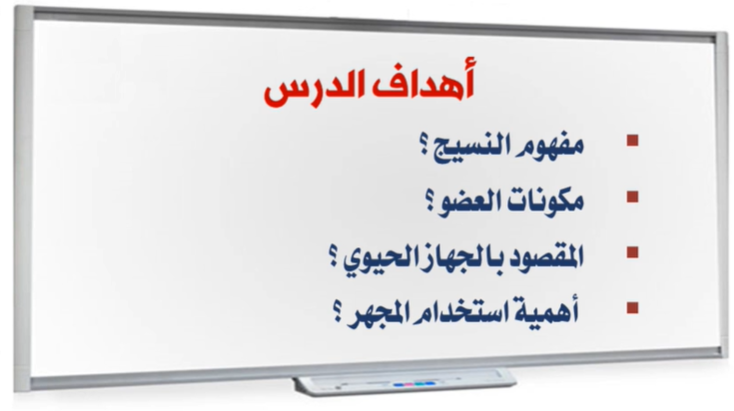 أهداف الدرس
▪ مفهوم النسيج ؟
▪ مكونات العضو ؟
▪ المقصود بالجهاز الحيوي ؟
▪ أهمية استخدام المجهر ؟